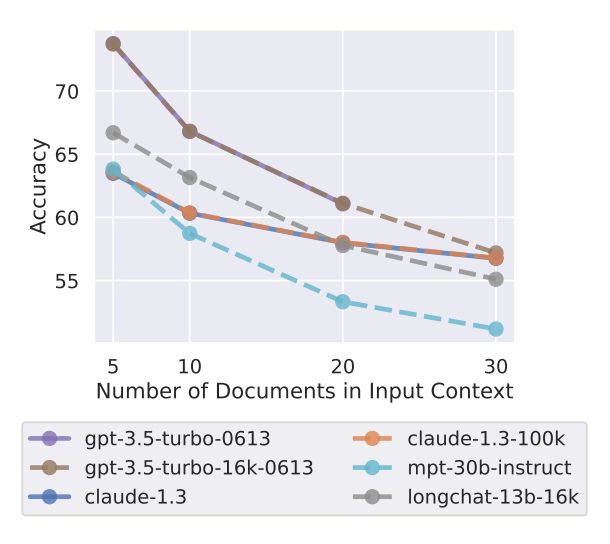 70
65
60
55
Accuracy
5 10 20 30
Number of Documents in Input Context
gpt-3.5-turbo-0613 claude-1.3-100k
gpt-3.5-turbo-16k-0613 mpt-30b-instruct
claude-1.3 longchat-13b-16k